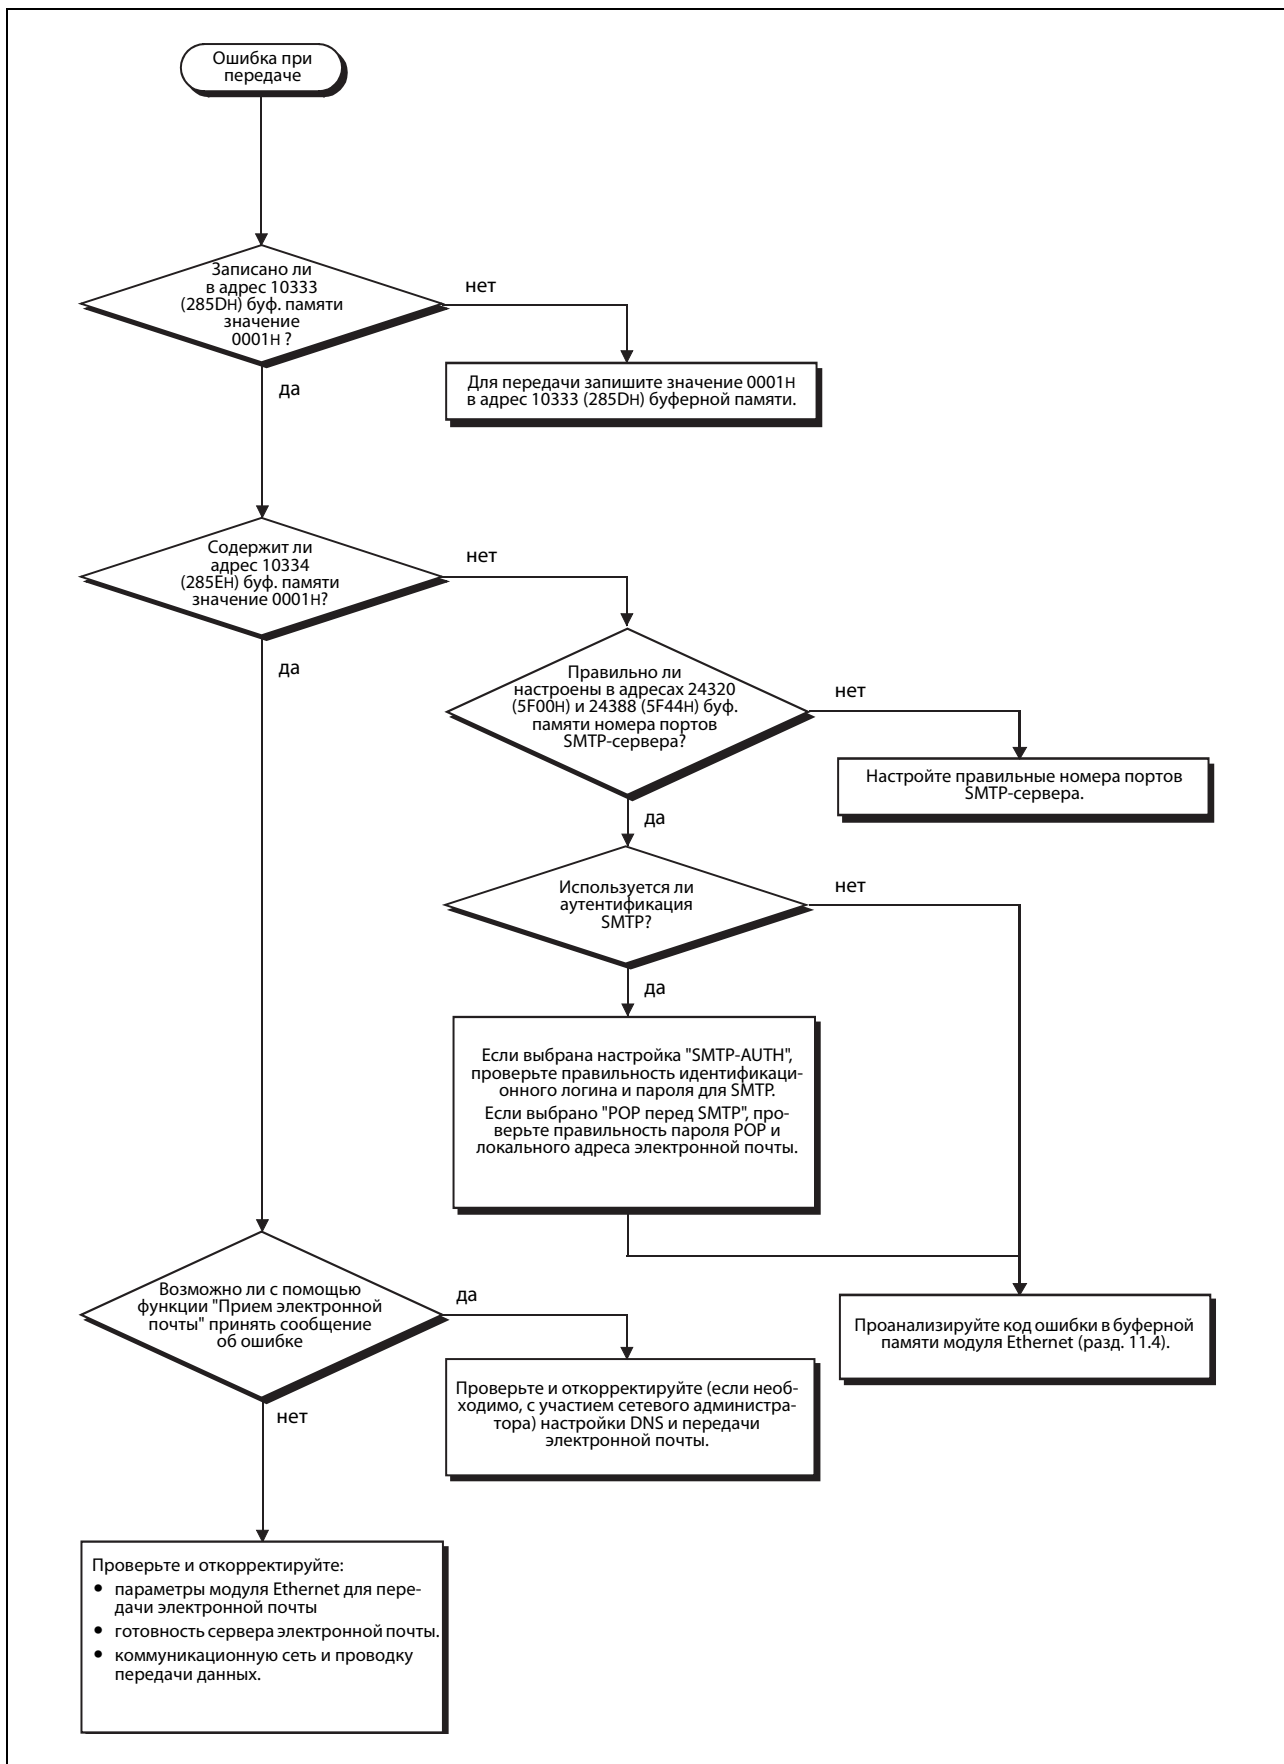 Ошибка при
передаче
Записано ли
в адрес 10333
(285DH) буф. памяти
значение
0001H ?
нет
Для передачи запишите значение 0001H
в адрес 10333 (285DH) буферной памяти.
да
Содержит ли
адрес 10334
(285EH) буф. памяти
значение 0001H?
нет
да
Правильно ли
настроены в адресах 24320
(5F00H) и 24388 (5F44H) буф.
памяти номера портов
SMTP-сервера?
нет
Настройте правильные номера портов
SMTP-сервера.
да
Используется ли
аутентификация
SMTP?
нет
да
Если выбрана настройка "SMTP-AUTH",
проверьте правильность идентификаци-
онного логина и пароля для SMTP.
Если выбрано "POP перед SMTP", про-
верьте правильность пароля POP и
локального адреса электронной почты.
Возможно ли с помощью
функции "Прием электронной
почты" принять сообщение
об ошибке
да
Проанализируйте код ошибки в буферной
памяти модуля Ethernet (разд. 11.4).
Проверьте и откорректируйте (если необ-
ходимо, с участием сетевого администра-
тора) настройки DNS и передачи
электронной почты.
нет
Проверьте и откорректируйте:
• параметры модуля Ethernet для пере-
дачи электронной почты
• готовность сервера электронной почты.
• коммуникационную сеть и проводку
передачи данных.